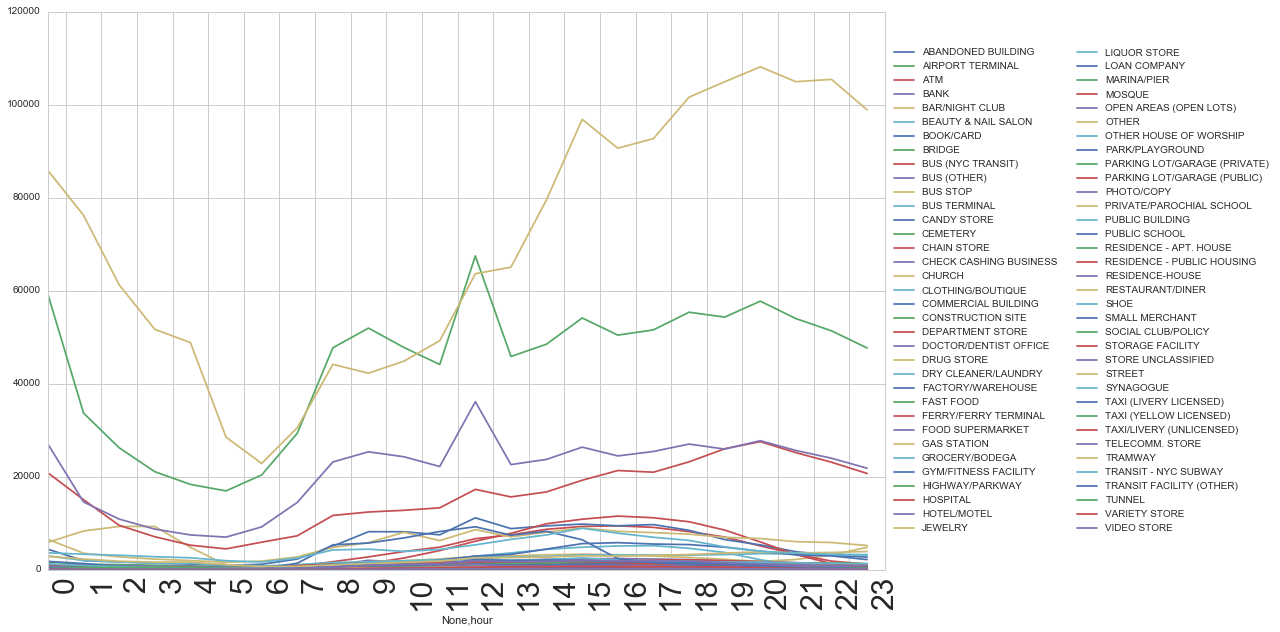 120000
100000
80000
60000
40000
20000
0
0
1
2
3
4
5
6
7
8
9
10
11
12
13
14
15
16
17
18
19
20
21
22
23
None,hour
ABANDONED BUILDING
AIRPORT TERMINAL
ATM
BANK
BAR/NIGHT CLUB
BEAUTY & NAIL SALON
BOOK/CARD
BRIDGE
BUS (NYC TRANSIT)
BUS (OTHER)
BUS STOP
BUS TERMINAL
CANDY STORE
CEMETERY
CHAIN STORE
CHECK CASHING BUSINESS
CHURCH
CLOTHING/BOUTIQUE
COMMERCIAL BUILDING
CONSTRUCTION SITE
DEPARTMENT STORE
DOCTOR/DENTIST OFFICE
DRUG STORE
DRY CLEANER/LAUNDRY
FACTORY/WAREHOUSE
FAST FOOD
FERRY/FERRY TERMINAL
FOOD SUPERMARKET
GAS STATION
GROCERY/BODEGA
GYM/FITNESS FACILITY
HIGHWAY/PARKWAY
HOSPITAL
HOTEL/MOTEL
JEWELRY
LIQUOR STORE
LOAN COMPANY
MARINA/PIER
MOSQUE
OPEN AREAS (OPEN LOTS)
OTHER
OTHER HOUSE OF WORSHIP
PARK/PLAYGROUND
PARKING LOT/GARAGE (PRIVATE)
PARKING LOT/GARAGE (PUBLIC)
PHOTO/COPY
PRIVATE/PAROCHIAL SCHOOL
PUBLIC BUILDING
PUBLIC SCHOOL
RESIDENCE - APT. HOUSE
RESIDENCE - PUBLIC HOUSING
RESIDENCE-HOUSE
RESTAURANT/DINER
SHOE
SMALL MERCHANT
SOCIAL CLUB/POLICY
STORAGE FACILITY
STORE UNCLASSIFIED
STREET
SYNAGOGUE
TAXI (LIVERY LICENSED)
TAXI (YELLOW LICENSED)
TAXI/LIVERY (UNLICENSED)
TELECOMM. STORE
TRAMWAY
TRANSIT - NYC SUBWAY
TRANSIT FACILITY (OTHER)
TUNNEL
VARIETY STORE
VIDEO STORE